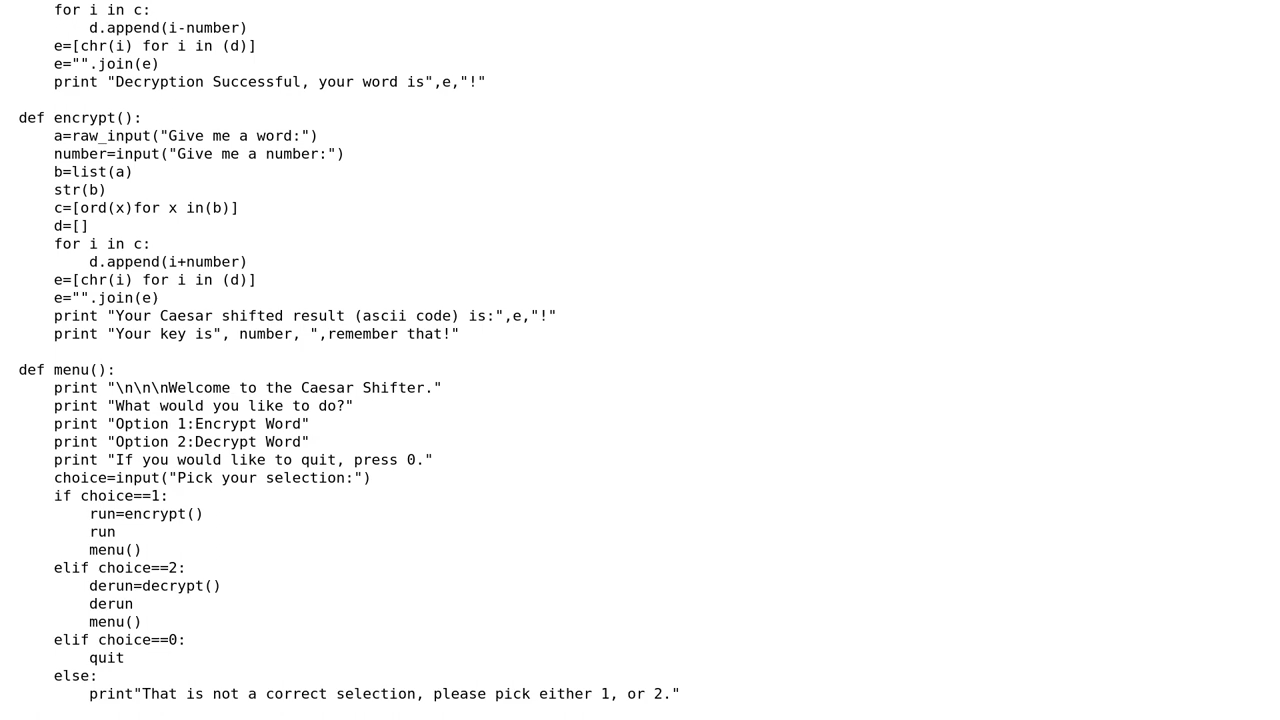 for i in c:
        d.append(i-number)
    e=[chr(i) for i in (d)]
    e="".join(e)
    print "Decryption Successful, your word is",e,"!"

def encrypt():
    a=raw_input("Give me a word:")
    number=input("Give me a number:")
    b=list(a)
    str(b)
    c=[ord(x)for x in(b)]
    d=[]
    for i in c:
        d.append(i+number)
    e=[chr(i) for i in (d)]
    e="".join(e)
    print "Your Caesar shifted result (ascii code) is:",e,"!"
    print "Your key is", number, ",remember that!"

def menu():
    print "\n\n\nWelcome to the Caesar Shifter."
    print "What would you like to do?"
    print "Option 1:Encrypt Word"
    print "Option 2:Decrypt Word"
    print "If you would like to quit, press 0."
    choice=input("Pick your selection:")
    if choice==1:
        run=encrypt()
        run
        menu()
    elif choice==2:
        derun=decrypt()
        derun
        menu()
    elif choice==0:
        quit
    else:
        print"That is not a correct selection, please pick either 1, or 2."